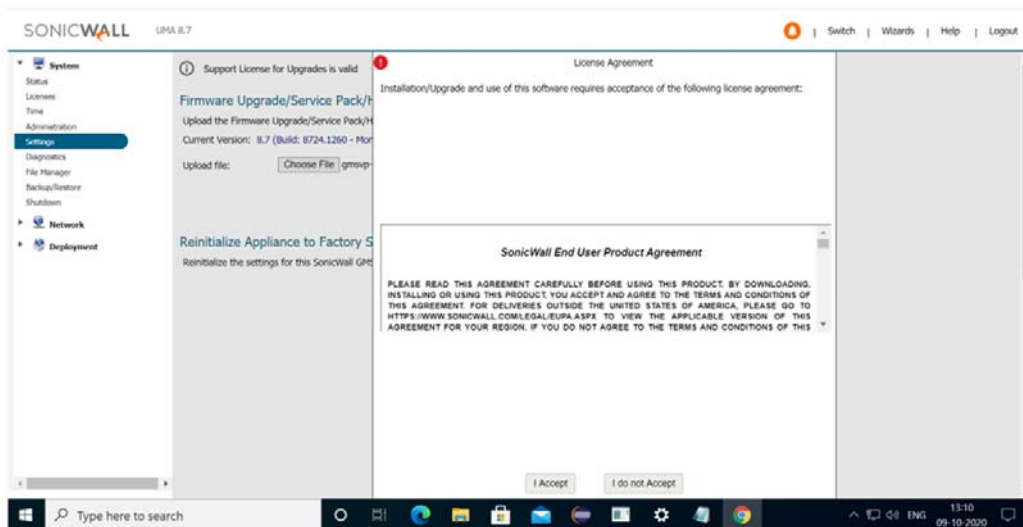 SONICWALL UMA 8.7
Switch | Wizards | Help | Logout
System
Status
Licenses
Time
Administration
Settings
Diagnostics
File Manager
Backup/Restore
Shutdown
Network
Deployment
Support License for Upgrades is valid
Firmware Upgrade/Service Pack/H
Upload the Firmware Upgrade/Service Pack/H
Current Version: 8.7 (Build: 8724.1260 - Mor
Upload file: Choose File gmsvp-
Reinitialize Appliance to Factory S
Reinitialize the settings for this SonicWall GMS
License Agreement
Installation/Upgrade and use of this software requires acceptance of the following license agreement:
SonicWall End User Product Agreement
PLEASE READ THIS AGREEMENT CAREFULLY BEFORE USING THIS PRODUCT. BY DOWNLOADING,
INSTALLING OR USING THIS PRODUCT, YOU ACCEPT AND AGREE TO THE TERMS AND CONDITIONS OF
THIS AGREEMENT. FOR DELIVERIES OUTSIDE THE UNITED STATES OF AMERICA, PLEASE GO TO
HTTPS://WWW.SONICWALL.COM/LEGAL/EUPA.ASPX TO VIEW THE APPLICABLE VERSION OF THIS
AGREEMENT FOR YOUR REGION. IF YOU DO NOT AGREE TO THE TERMS AND CONDITIONS OF THIS
I Accept
I do not Accept
Type here to search
ENG
13:10
09-10-2020